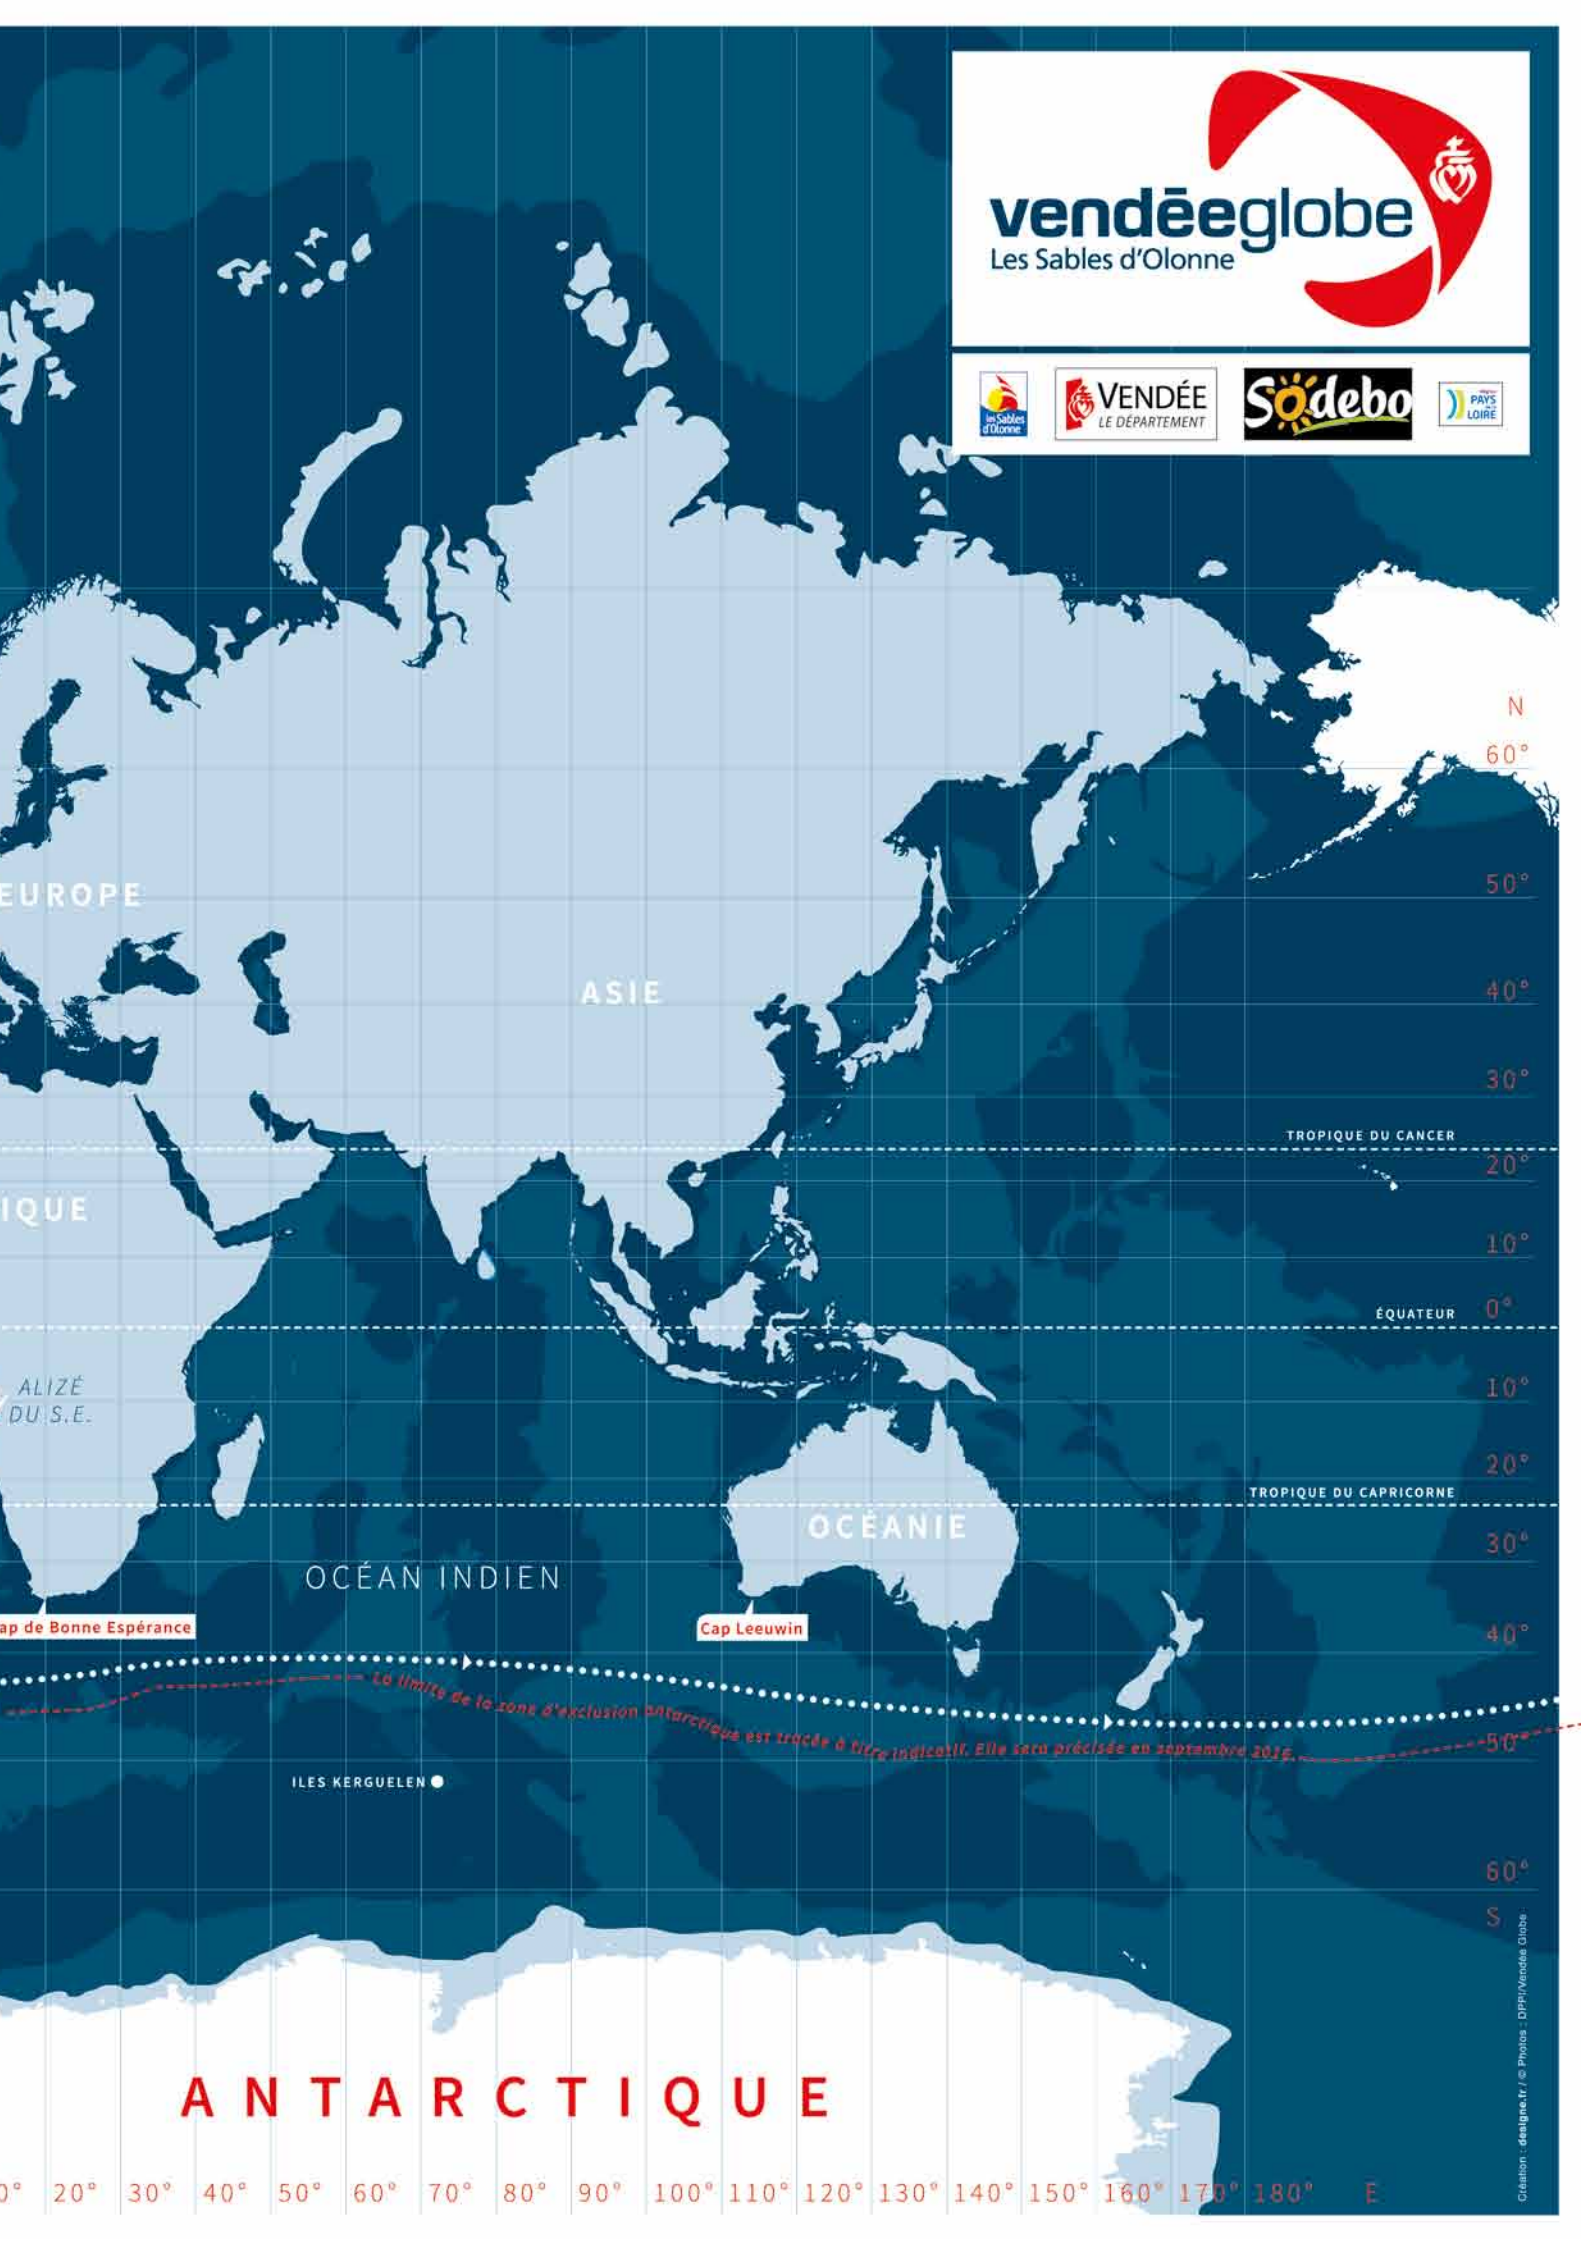 vendéeglobe
Les Sables d'Olonne
les Sables
d'Olonne
VENDÉE
LE DÉPARTEMENT
Sodebo
PAYS
LOIRE
N
60°
EUROPE
50°
ASIE
40°
30°
TROPIQUE DU CANCER
20°
IQUE
10°
ÉQUATEUR
0°
ALIZÉ
DU S.E.
10°
20°
TROPIQUE DU CAPRICORNE
OCÉANIE
30°
OCÉAN INDIEN
ap de Bonne Espérance
Cap Leeuwin
40°
La limite de la zone d'exclusion antarctique est tracée à titre indicatif. Elle sera précisée en septembre 2016.
50°
ILES KERGUELEN
60°
S
ANTARCTIQUE
0° 20° 30° 40° 50° 60° 70° 80° 90° 100° 110° 120° 130° 140° 150° 160° 170° 180° E
Création : designe.fr / © Photos : DPPI/Vendée Globe